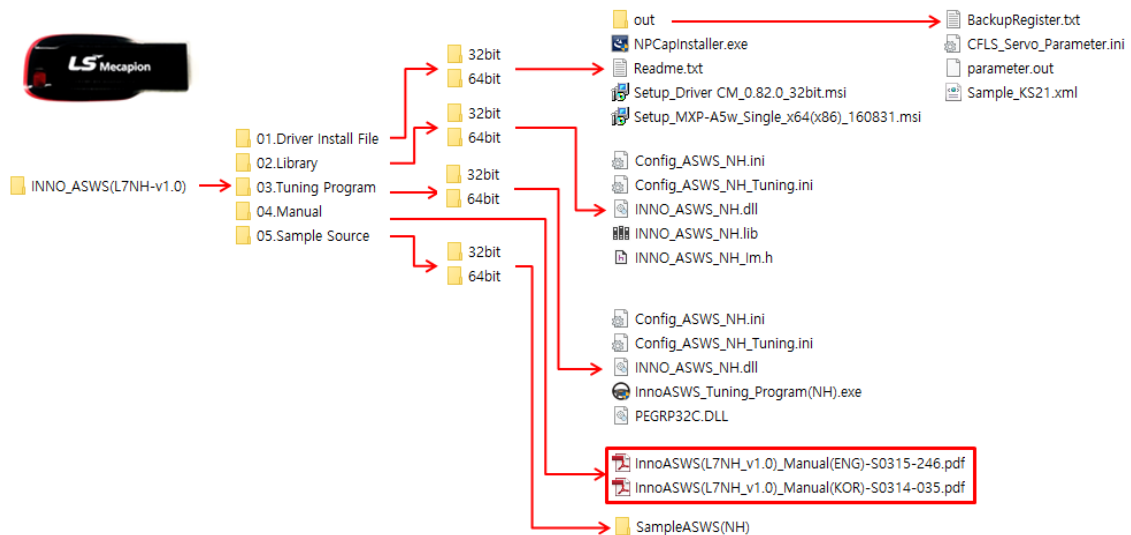 LS Mecapion
INNO_ASWS(L7NH-v1.0)
01.Driver Install File
02.Library
03.Tuning Program
04.Manual
05.Sample Source
32bit
64bit
32bit
64bit
32bit
64bit
32bit
64bit
out
NPCapInstaller.exe
Readme.txt
Setup_Driver CM_0.82.0_32bit.msi
Setup_MXP-A5w_Single_x64(x86)_160831.msi
BackupRegister.txt
CFLS_Servo_Parameter.ini
parameter.out
Sample_KS21.xml
Config_ASWS_NH.ini
Config_ASWS_NH_Tuning.ini
INNO_ASWS_NH.dll
INNO_ASWS_NH.lib
INNO_ASWS_NH_Im.h
Config_ASWS_NH.ini
Config_ASWS_NH_Tuning.ini
INNO_ASWS_NH.dll
InnoASWS_Tuning_Program(NH).exe
PEGRP32C.DLL
InnoASWS(L7NH_v1.0)_Manual(ENG)-S0315-246.pdf
InnoASWS(L7NH_v1.0)_Manual(KOR)-S0314-035.pdf
SampleASWS(NH)